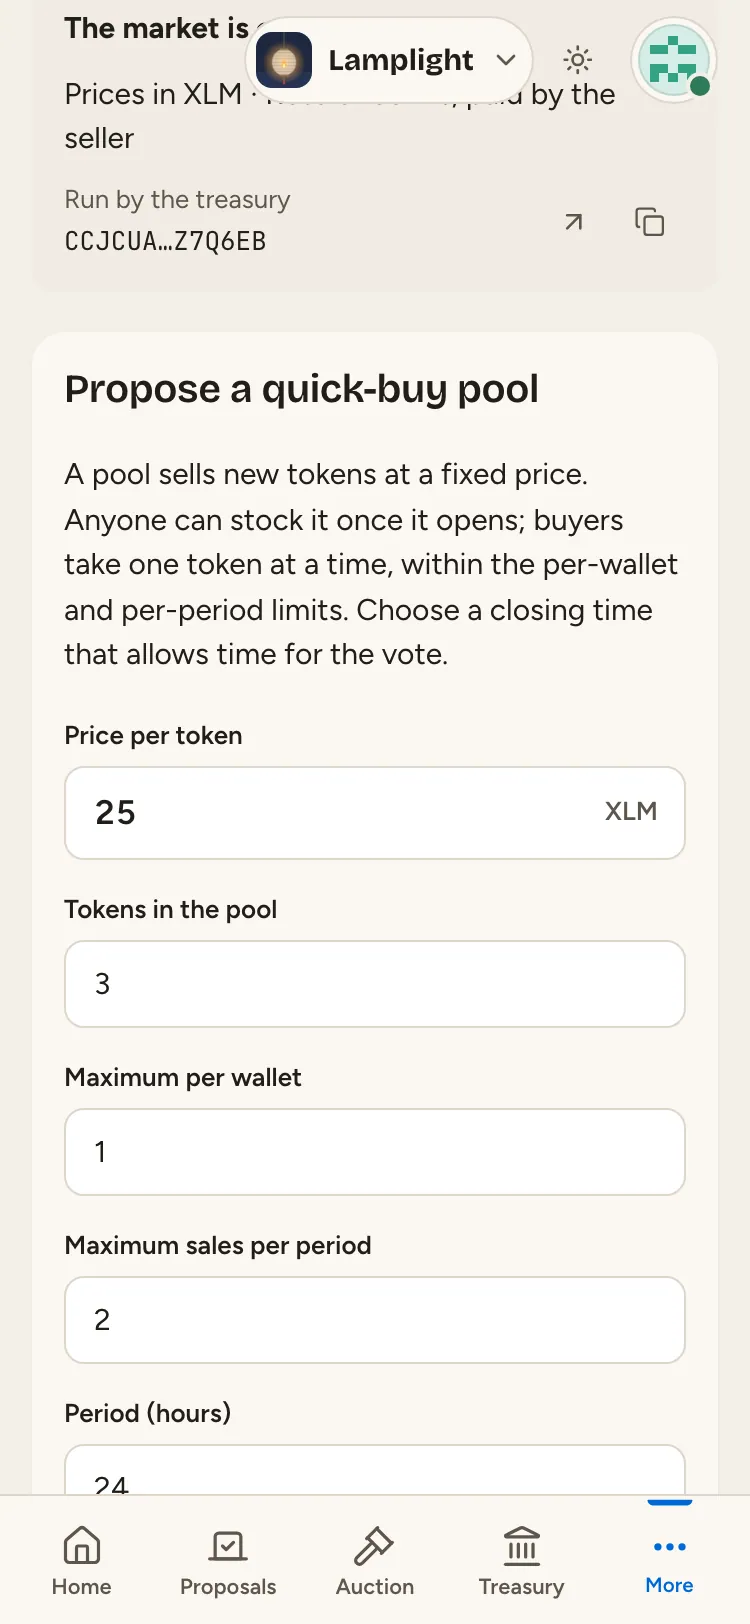 The market is
Lamplight
Prices in XLM · paid by the
seller
Run by the treasury
CCJCUA…Z7Q6EB
Propose a quick-buy pool
A pool sells new tokens at a fixed price.
Anyone can stock it once it opens; buyers
take one token at a time, within the per-wallet
and per-period limits. Choose a closing time
that allows time for the vote.
Price per token
25 XLM
Tokens in the pool
3
Maximum per wallet
1
Maximum sales per period
2
Period (hours)
24
Home
Proposals
Auction
Treasury
More